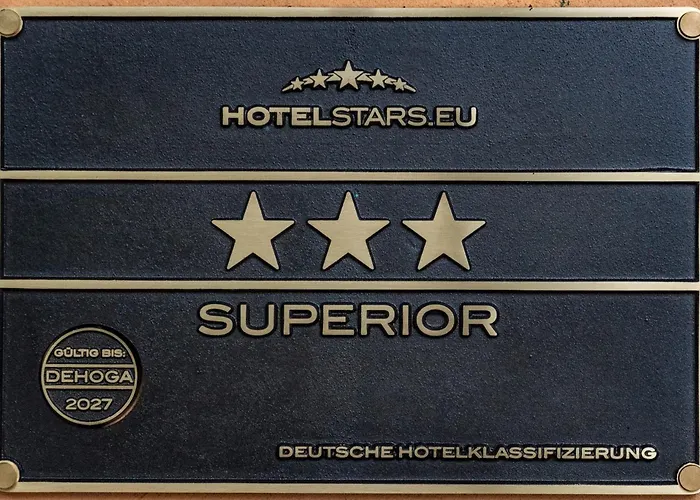 HOTELSTARS.EU
SUPERIOR
GÜLTIG BIS:
DEHOGA
2027
DEUTSCHE HOTELKLASSIFIZIERUNG